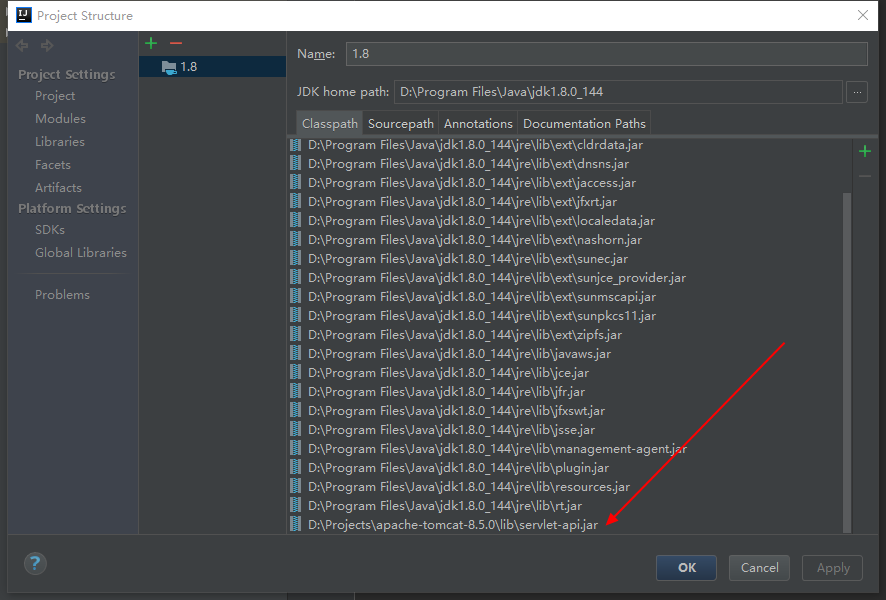 IJ Project Structure
Project Settings
Project
Modules
Libraries
Facets
Artifacts
Platform Settings
SDKs
Global Libraries
Problems
1.8
Name: 1.8
JDK home path: D:\Program Files\Java\jdk1.8.0_144 ...
Classpath Sourcepath Annotations Documentation Paths
D:\Program Files\Java\jdk1.8.0_144\jre\lib\ext\cldrdata.jar
D:\Program Files\Java\jdk1.8.0_144\jre\lib\ext\dnsns.jar
D:\Program Files\Java\jdk1.8.0_144\jre\lib\ext\jaccess.jar
D:\Program Files\Java\jdk1.8.0_144\jre\lib\ext\jfxrt.jar
D:\Program Files\Java\jdk1.8.0_144\jre\lib\ext\localedata.jar
D:\Program Files\Java\jdk1.8.0_144\jre\lib\ext\nashorn.jar
D:\Program Files\Java\jdk1.8.0_144\jre\lib\ext\sunec.jar
D:\Program Files\Java\jdk1.8.0_144\jre\lib\ext\sunjce_provider.jar
D:\Program Files\Java\jdk1.8.0_144\jre\lib\ext\sunmscapi.jar
D:\Program Files\Java\jdk1.8.0_144\jre\lib\ext\sunpkcs11.jar
D:\Program Files\Java\jdk1.8.0_144\jre\lib\ext\zipfs.jar
D:\Program Files\Java\jdk1.8.0_144\jre\lib\javaws.jar
D:\Program Files\Java\jdk1.8.0_144\jre\lib\jce.jar
D:\Program Files\Java\jdk1.8.0_144\jre\lib\jfr.jar
D:\Program Files\Java\jdk1.8.0_144\jre\lib\jfxswt.jar
D:\Program Files\Java\jdk1.8.0_144\jre\lib\jsse.jar
D:\Program Files\Java\jdk1.8.0_144\jre\lib\management-agent.jar
D:\Program Files\Java\jdk1.8.0_144\jre\lib\plugin.jar
D:\Program Files\Java\jdk1.8.0_144\jre\lib\resources.jar
D:\Program Files\Java\jdk1.8.0_144\jre\lib\rt.jar
D:\Projects\apache-tomcat-8.5.0\lib\servlet-api.jar
? OK Cancel Apply